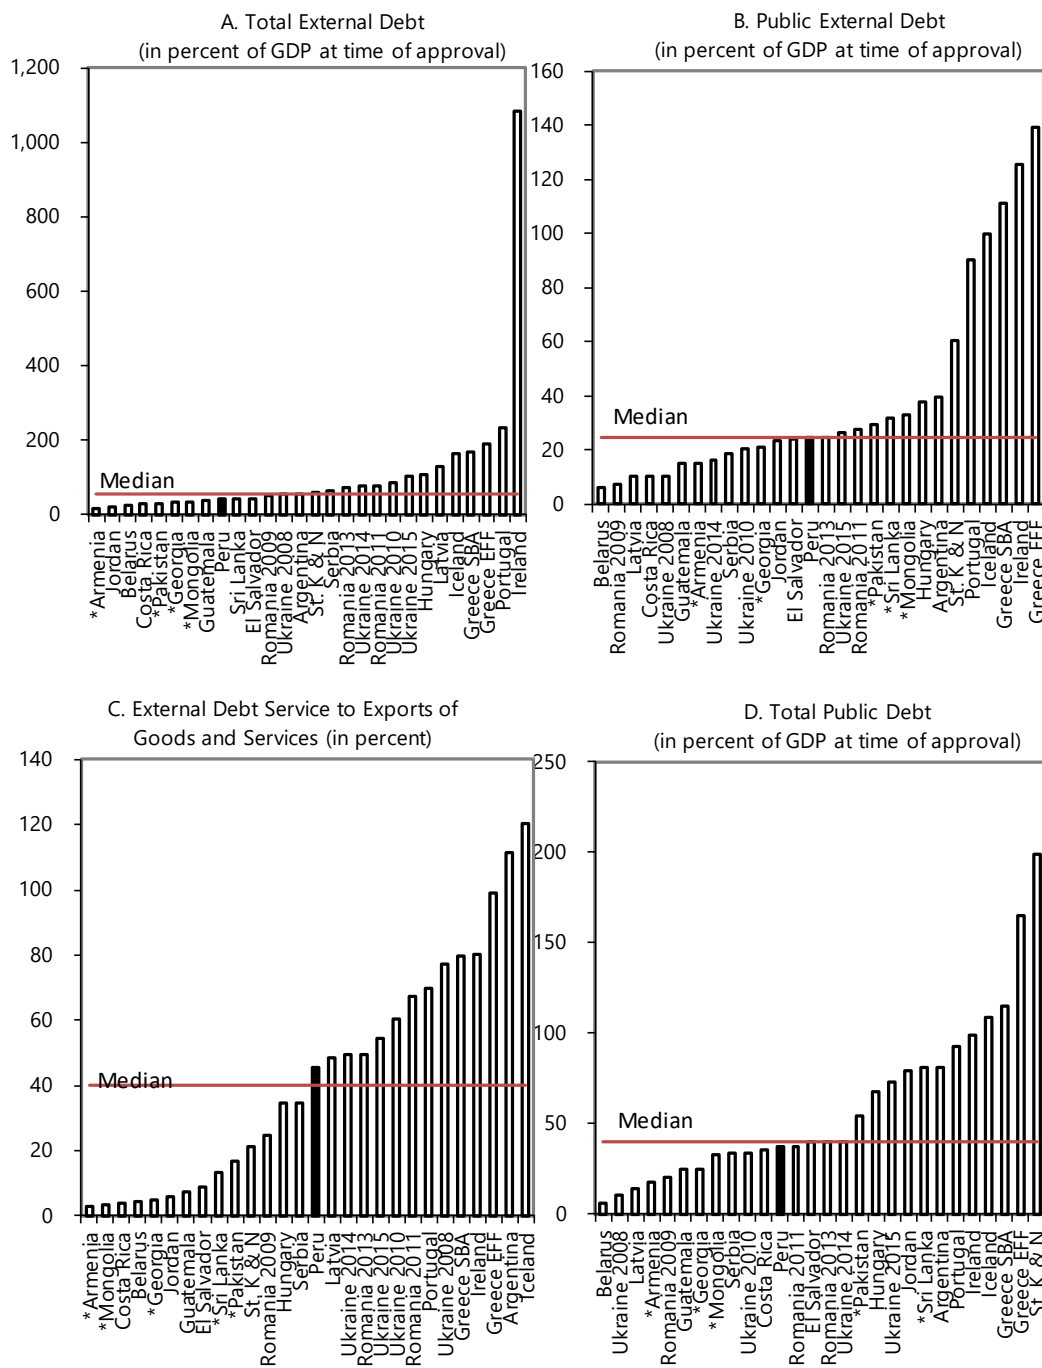 A. Total External Debt
(in percent of GDP at time of approval)
1,200
1,000
800
600
400
200
0
Median
*Armenia
Jordan
Belarus
Costa Rica
*Pakistan
*Georgia
*Mongolia
Guatemala
Peru
Sri Lanka
El Salvador
Romania 2009
Ukraine 2008
Argentina
St. K & N
Serbia
Romania 2013
Ukraine 2014
Romania 2011
Ukraine 2010
Ukraine 2015
Hungary
Latvia
Iceland
Greece SBA
Greece EFF
Portugal
Ireland
B. Public External Debt
(in percent of GDP at time of approval)
160
140
120
100
80
60
40
20
0
Median
Belarus
Romania 2009
Latvia
Costa Rica
Ukraine 2008
Guatemala
*Armenia
Ukraine 2014
Serbia
Ukraine 2010
*Georgia
Jordan
El Salvador
Peru
Romania 2013
Ukraine 2015
Romania 2011
*Pakistan
*Sri Lanka
*Mongolia
Hungary
Argentina
St. K & N
Portugal
Iceland
Greece SBA
Ireland
Greece EFF
C. External Debt Service to Exports of
Goods and Services (in percent)
140
120
100
80
60
40
20
0
Median
*Armenia
*Mongolia
Costa Rica
Belarus
*Georgia
Jordan
Guatemala
El Salvador
*Sri Lanka
*Pakistan
St. K & N
Romania 2009
Hungary
Serbia
Peru
Latvia
Ukraine 2014
Romania 2013
Ukraine 2015
Ukraine 2010
Romania 2011
Portugal
Ukraine 2008
Greece SBA
Ireland
Greece EFF
Argentina
Iceland
D. Total Public Debt
(in percent of GDP at time of approval)
250
200
150
100
50
0
Median
Belarus
Ukraine 2008
Latvia
*Armenia
Romania 2009
Guatemala
*Georgia
*Mongolia
Serbia
Ukraine 2010
Costa Rica
Peru
Romania 2011
El Salvador
Romania 2013
Ukraine 2014
*Pakistan
Hungary
Ukraine 2015
Jordan
*Sri Lanka
Argentina
Portugal
Ireland
Iceland
Greece SBA
Greece EFF
St. K & N